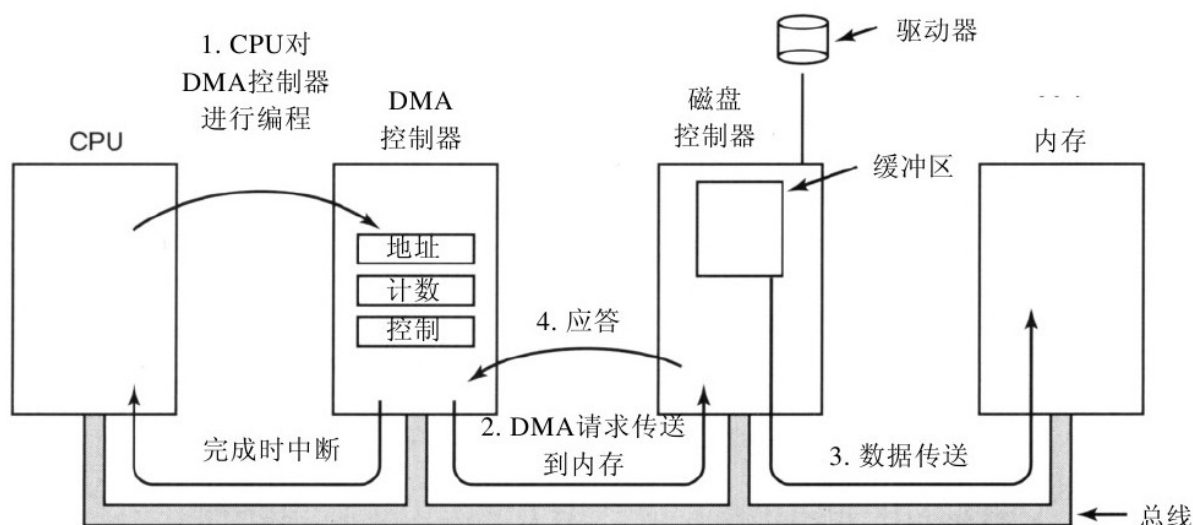 1. CPU对
DMA控制器
进行编程
CPU
DMA
控制器
地址
计数
控制
磁盘
控制器
驱动器
缓冲区
内存
4. 应答
完成时中断
2. DMA请求传送
到内存
3. 数据传送
总线